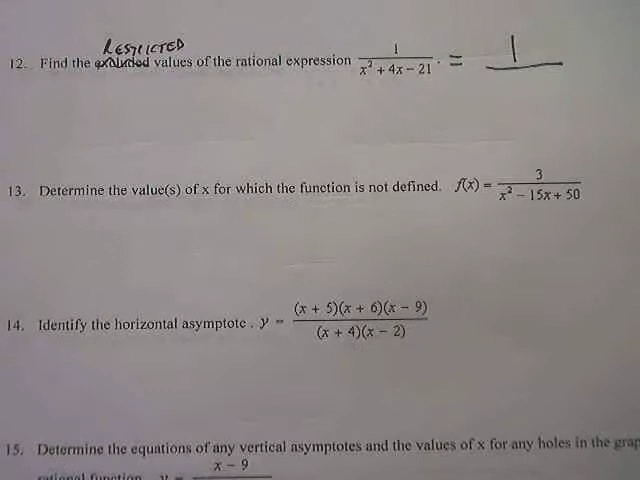 RESTRICTED
12. Find the excluded values of the rational expression 1 / (x² + 4x − 21). = 1
13. Determine the value(s) of x for which the function is not defined. f(x) = 3 / (x² − 15x + 50)
14. Identify the horizontal asymptote. y = (x + 5)(x + 6)(x − 9) / (x + 4)(x − 2)
15. Determine the equations of any vertical asymptotes and the values of x for any holes in the grap
rational function y = x − 9